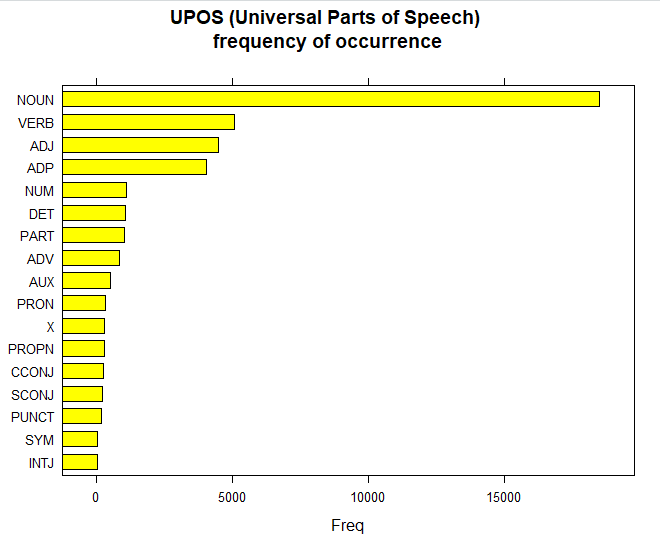 UPOS (Universal Parts of Speech)
frequency of occurrence
NOUN
VERB
ADJ
ADP
NUM
DET
PART
ADV
AUX
PRON
X
PROPN
CCONJ
SCONJ
PUNCT
SYM
INTJ
0 5000 10000 15000
Freq